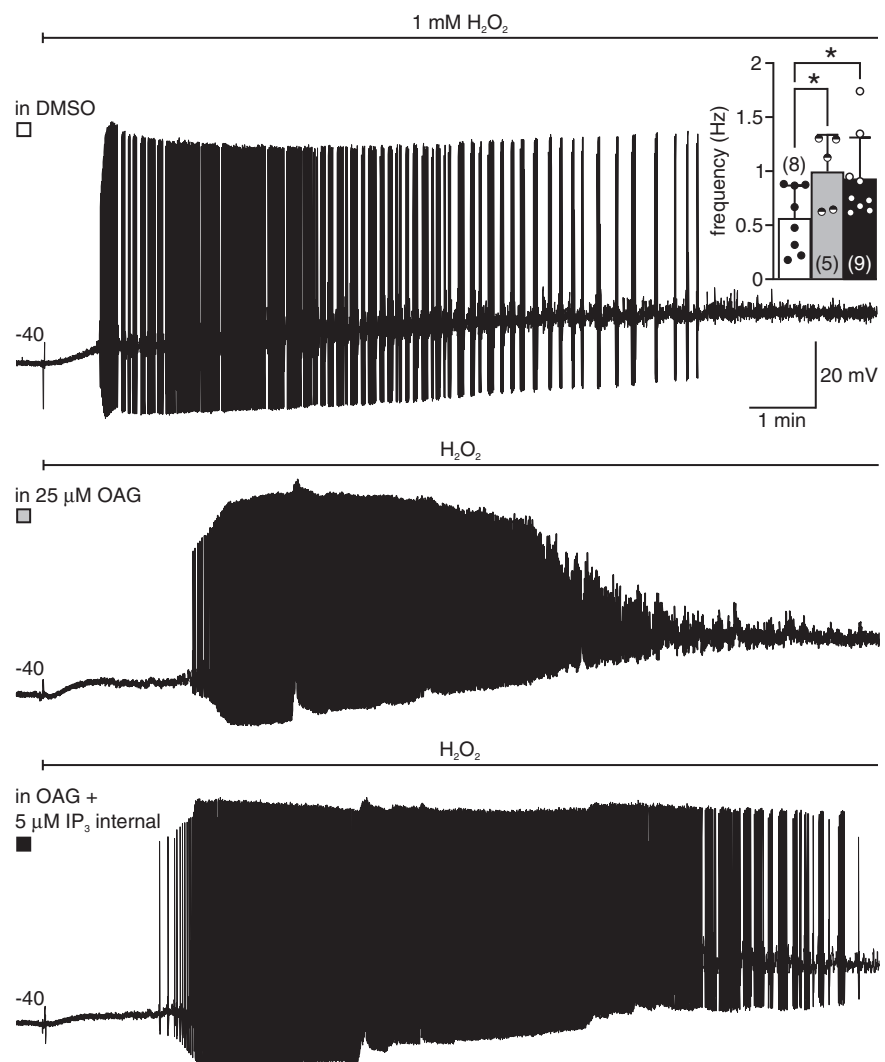 1 mM H₂O₂
in DMSO
2
1.5
1
0.5
0
frequency (Hz)
*
*
(8)
(5)
(9)
-40
20 mV
1 min
H₂O₂
in 25 μM OAG
-40
H₂O₂
in OAG +
5 μM IP₃ internal
-40